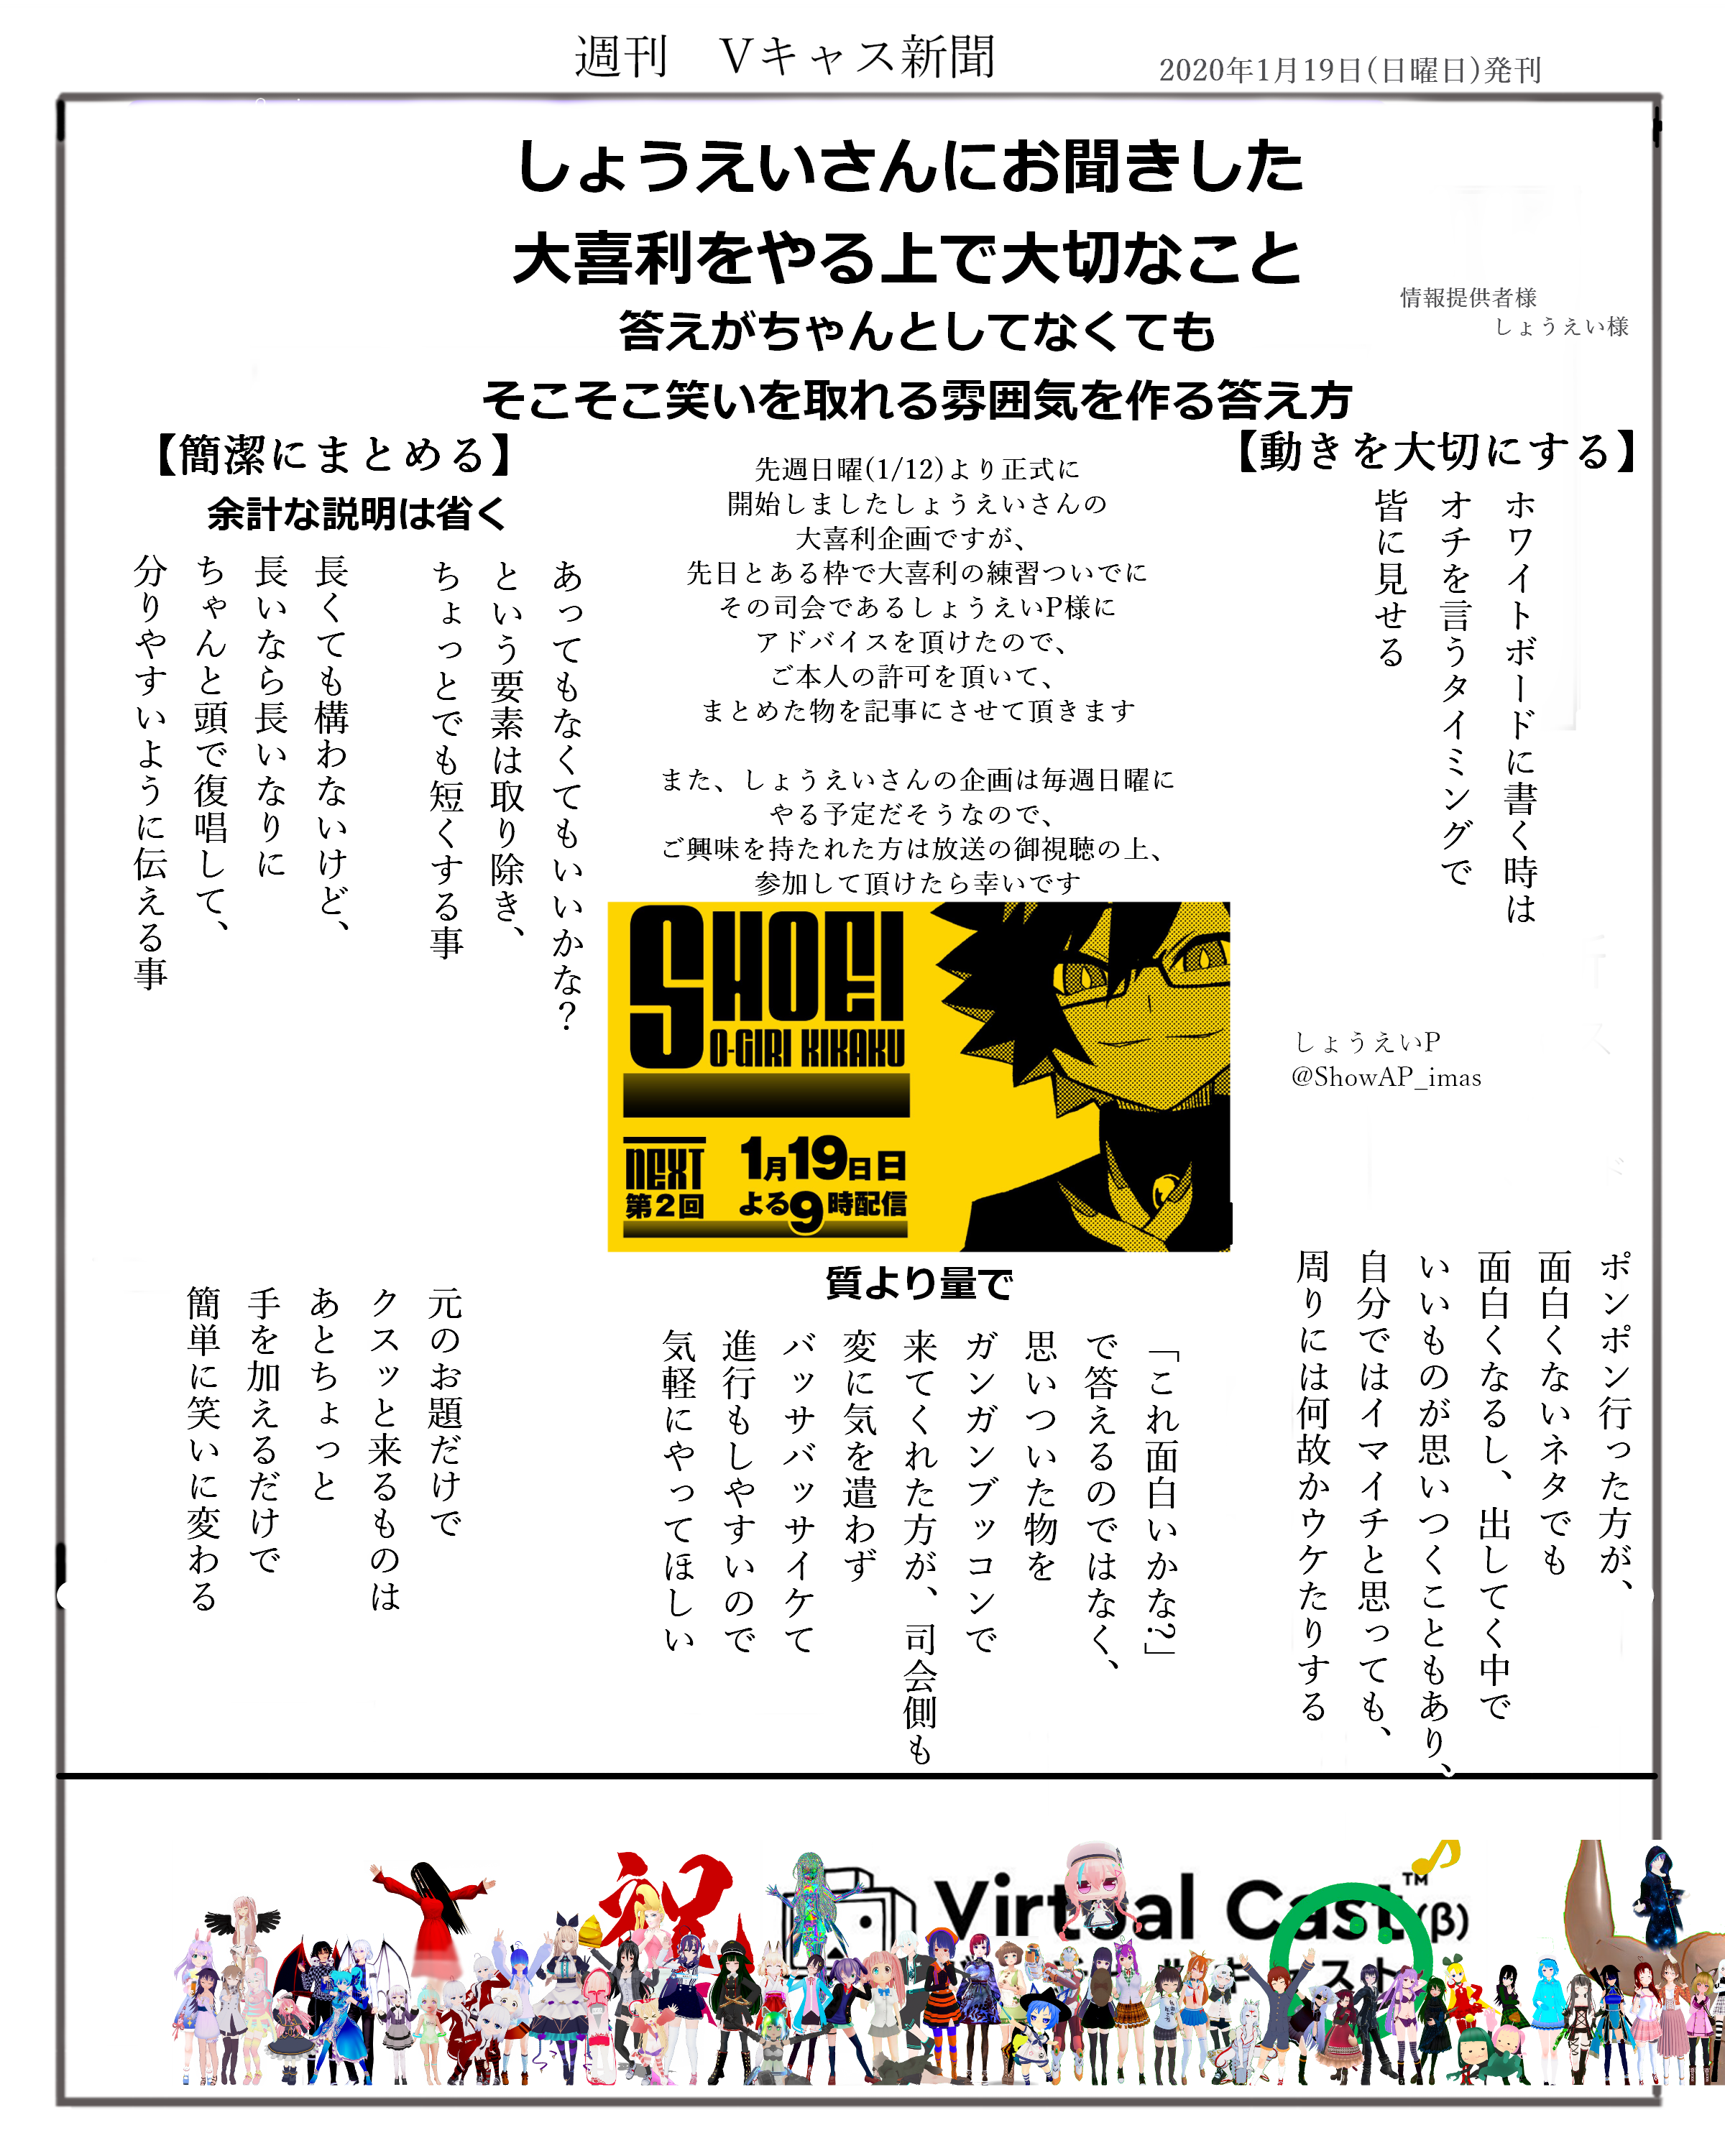 週刊　Vキャス新聞
2020年1月19日(日曜日)発刊
しょうえいさんにお聞きした
大喜利をやる上で大切なこと
答えがちゃんとしてなくても
そこそこ笑いを取れる雰囲気を作る答え方
情報提供者様
しょうえい様
【動きを大切にする】
ホワイトボードに書く時は
オチを言うタイミングで
皆に見せる
先週日曜(1/12)より正式に
開始しましたしょうえいさんの
大喜利企画ですが、
先日とある枠で大喜利の練習ついでに
その司会であるしょうえいP様に
アドバイスを頂けたので、
ご本人の許可を頂いて、
まとめた物を記事にさせて頂きます
また、しょうえいさんの企画は毎週日曜に
やる予定だそうなので、
ご興味を持たれた方は放送の御視聴の上、
参加して頂けたら幸いです
【簡潔にまとめる】
余計な説明は省く
あってもなくてもいいかな？
という要素は取り除き、
ちょっとでも短くする事
長くても構わないけど、
長いなら長いなりに
ちゃんと頭で復唱して、
分りやすいように伝える事
SHOEI
O-GIRI KIKAKU
NEXT
第2回
1月19日日
よる9時配信
しょうえいP
@ShowAP_imas
ポンポン行った方が、
面白くないネタでも
面白くなるし、出してく中で
いいものが思いつくこともあり、
自分ではイマイチと思っても、
周りには何故かウケたりする
質より量で
「これ面白いかな?」
で答えるのではなく、
思いついた物を
ガンガンブッコンで
来てくれた方が、司会側も
変に気を遣わず
バッサバッサイケて
進行もしやすいので
気軽にやってほしい
元のお題だけで
クスッと来るものは
あとちょっと
手を加えるだけで
簡単に笑いに変わる
祝
Virtual Cast™(β)
キャスト